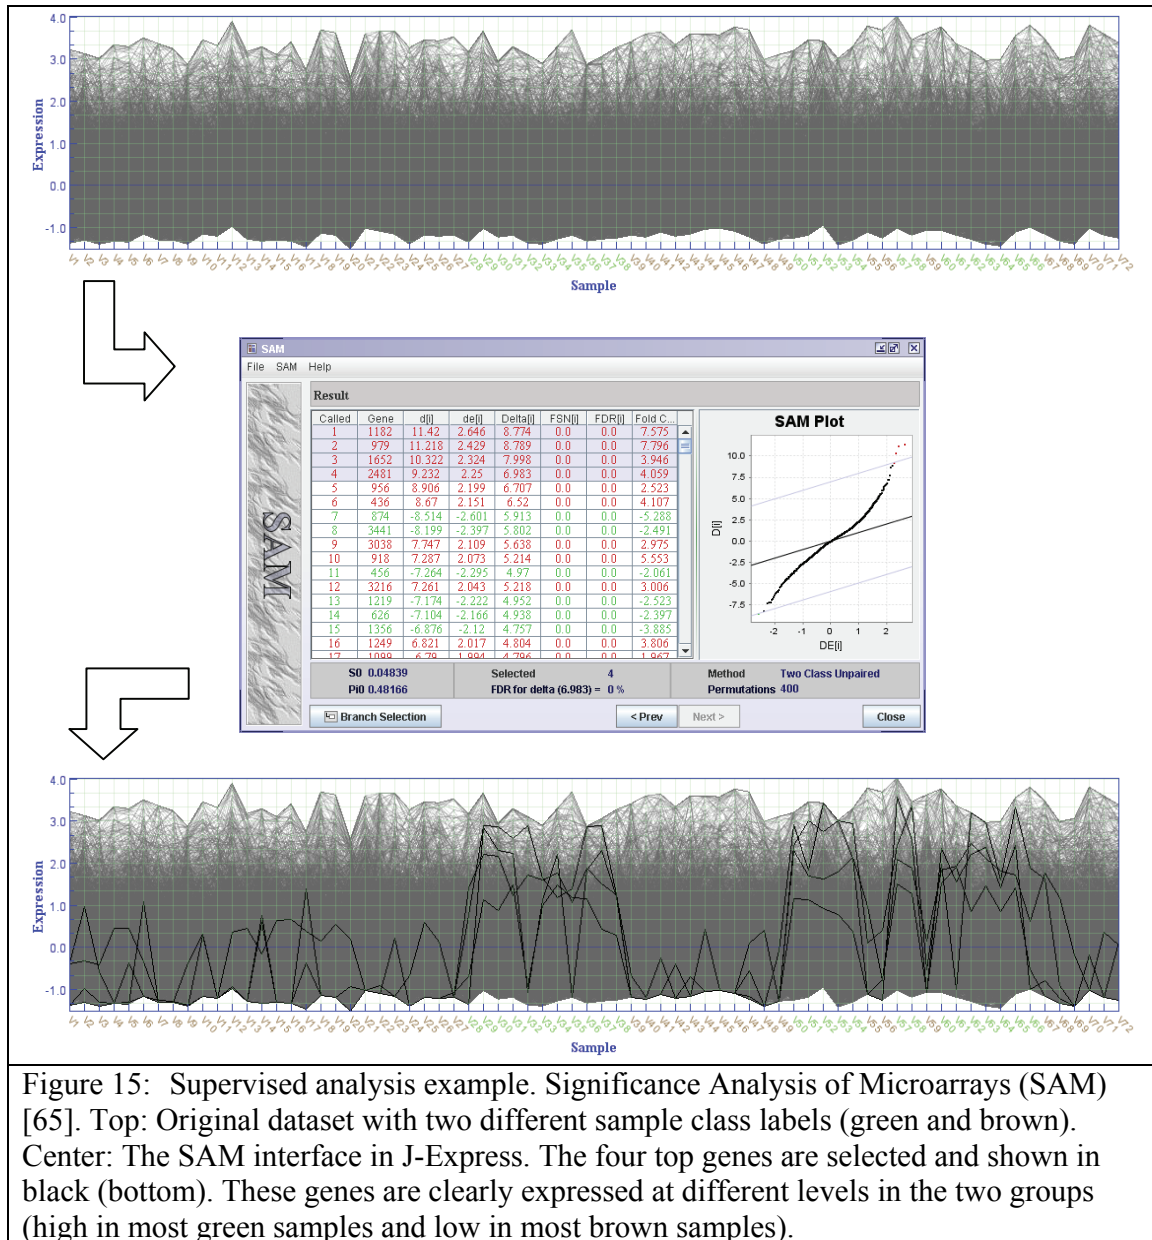 4.0
3.0
2.0
1.0
0.0
-1.0
Expression
Sample
SAM
File SAM Help
SAM
Result
Called Gene d[i] de[i] Delta[i] FSN[i] FDR[i] Fold C...
1 1182 11.42 2.646 8.774 0.0 0.0 7.575
2 979 11.218 2.429 8.789 0.0 0.0 7.796
3 1652 10.322 2.324 7.998 0.0 0.0 3.946
4 2481 9.232 2.25 6.983 0.0 0.0 4.059
5 956 8.906 2.199 6.707 0.0 0.0 2.523
6 436 8.67 2.151 6.52 0.0 0.0 4.107
7 874 -8.514 -2.601 5.913 0.0 0.0 -5.288
8 3441 -8.199 -2.397 5.802 0.0 0.0 -2.491
9 3038 7.747 2.109 5.638 0.0 0.0 2.975
10 918 7.287 2.073 5.214 0.0 0.0 5.553
11 456 -7.264 -2.295 4.97 0.0 0.0 -2.061
12 3216 7.261 2.043 5.218 0.0 0.0 3.006
13 1219 -7.174 -2.222 4.952 0.0 0.0 -2.523
14 626 -7.104 -2.166 4.938 0.0 0.0 -2.397
15 1356 -6.876 -2.12 4.757 0.0 0.0 -3.885
16 1249 6.821 2.017 4.804 0.0 0.0 3.806
17 1099 6.79 1.994 4.796 0.0 0.0 1.967
SAM Plot
10.0
7.5
5.0
2.5
0.0
-2.5
-5.0
-7.5
D[i]
-2 -1 0 1 2
DE[i]
S0 0.04839 Selected 4 Method Two Class Unpaired
Pi0 0.48166 FDR for delta (6.983) = 0 % Permutations 400
Branch Selection < Prev Next > Close
4.0
3.0
2.0
1.0
0.0
-1.0
Expression
Sample
Figure 15: Supervised analysis example. Significance Analysis of Microarrays (SAM)
[65]. Top: Original dataset with two different sample class labels (green and brown).
Center: The SAM interface in J-Express. The four top genes are selected and shown in
black (bottom). These genes are clearly expressed at different levels in the two groups
(high in most green samples and low in most brown samples).